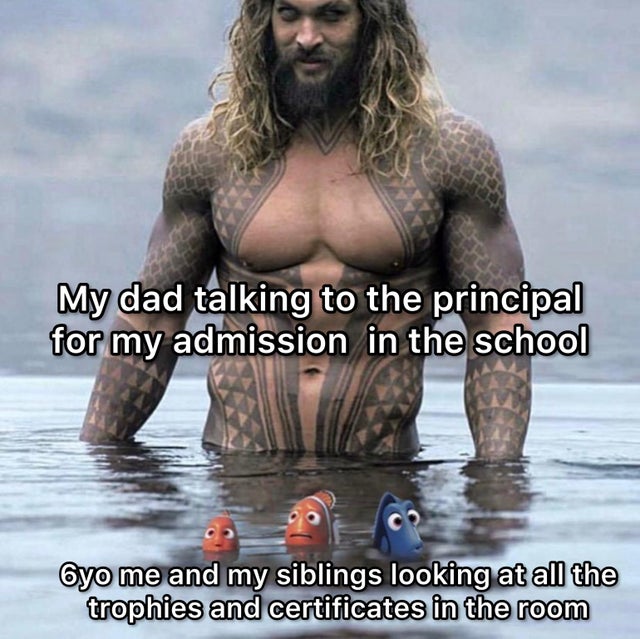 My dad talking to the principal
for my admission in the school
6yo me and my siblings looking at all the
trophies and certificates in the room